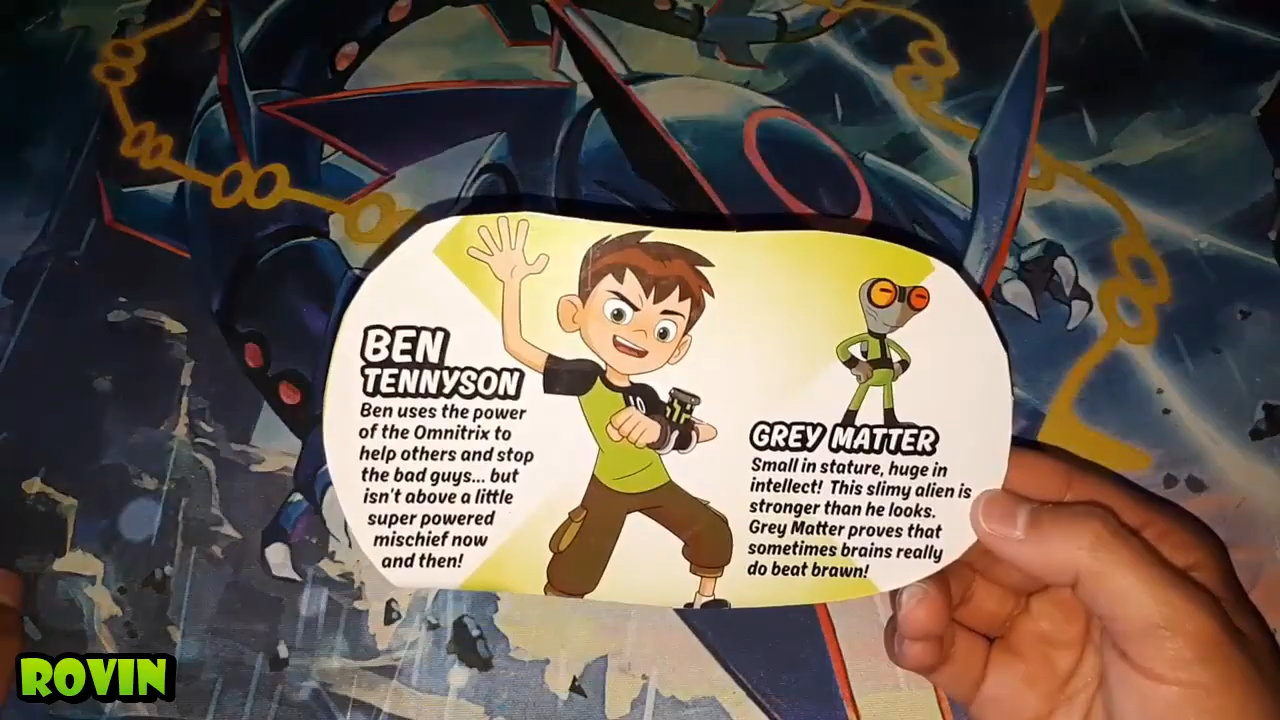 BEN
TENNYSON
Ben uses the power
of the Omnitrix to
help others and stop
the bad guys... but
isn't above a little
super powered
mischief now
and then!
10
GREY MATTER
Small in stature, huge in
intellect! This slimy alien is
stronger than he looks.
Grey Matter proves that
sometimes brains really
do beat brawn!
ROVIN